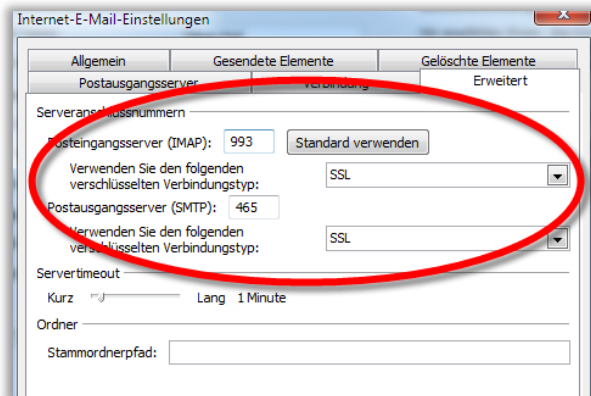 Internet-E-Mail-Einstellungen
Allgemein Gesendete Elemente Gelöschte Elemente
Postausgangsserver Verbindung Erweitert
Serveranschlussnummern
Posteingangsserver (IMAP): 993 Standard verwenden
Verwenden Sie den folgenden
verschlüsselten Verbindungstyp: SSL
Postausgangsserver (SMTP): 465
Verwenden Sie den folgenden
verschlüsselten Verbindungstyp: SSL
Servertimeout
Kurz Lang 1 Minute
Ordner
Stammordnerpfad: